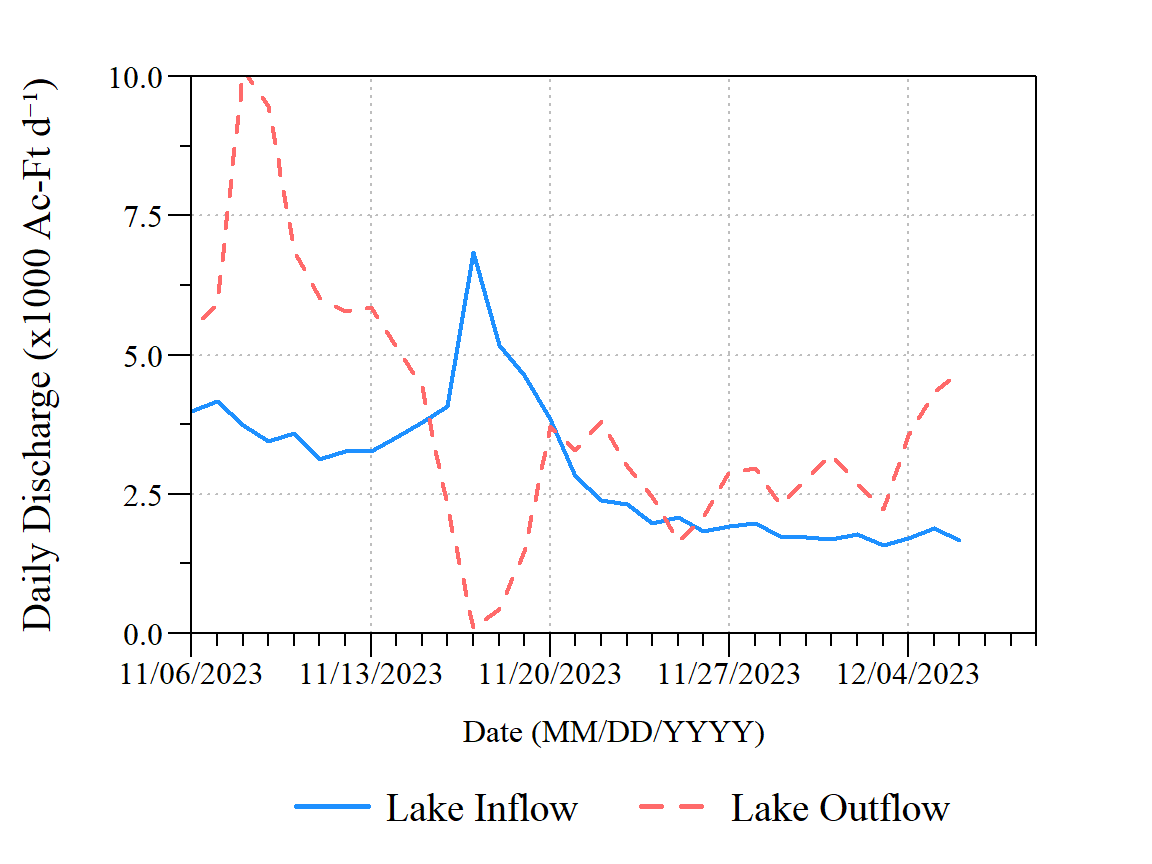 Daily Discharge (x1000 Ac-Ft d⁻¹)
10.0
7.5
5.0
2.5
0.0
11/06/2023 11/13/2023 11/20/2023 11/27/2023 12/04/2023
Date (MM/DD/YYYY)
Lake Inflow Lake Outflow